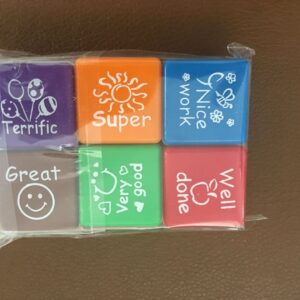 Terrific
Super
Nice
work
Great
Very
good
Well
done